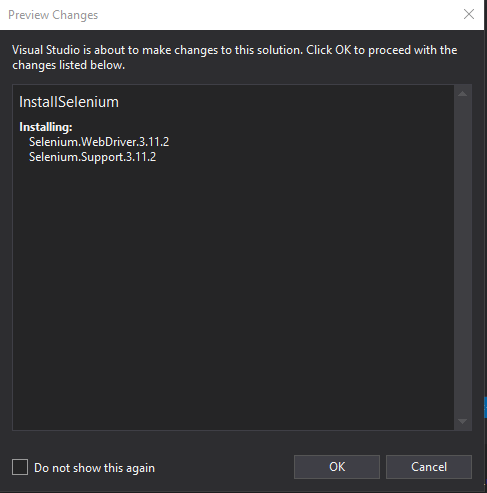 Preview Changes
Visual Studio is about to make changes to this solution. Click OK to proceed with the
changes listed below.
InstallSelenium
Installing:
Selenium.WebDriver.3.11.2
Selenium.Support.3.11.2
Do not show this again
OK
Cancel